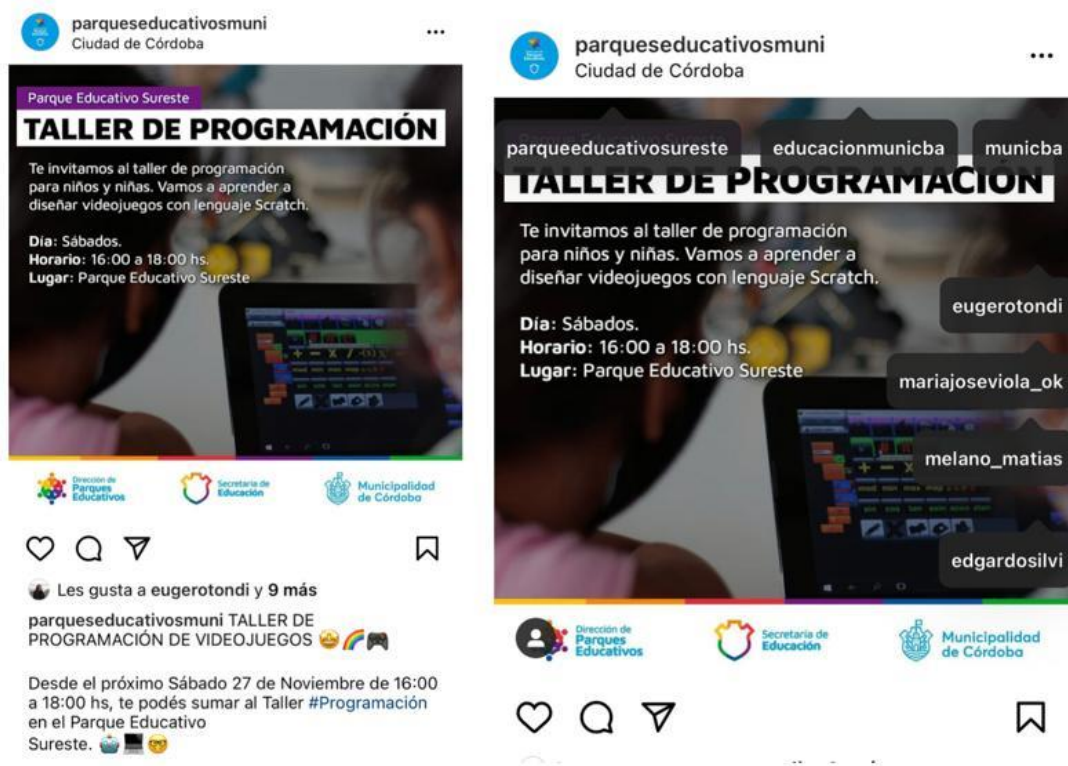 parqueseducativosmuni
Ciudad de Córdoba
Parque Educativo Sureste
TALLER DE PROGRAMACIÓN
Te invitamos al taller de programación
para niños y niñas. Vamos a aprender a
diseñar videojuegos con lenguaje Scratch.
Día: Sábados.
Horario: 16:00 a 18:00 hs.
Lugar: Parque Educativo Sureste
Dirección de
Parques
Educativos
Secretaría de
Educación
Municipalidad
de Córdoba
Les gusta a eugerotondi y 9 más
parqueseducativosmuni TALLER DE
PROGRAMACIÓN DE VIDEOJUEGOS 🤩🌈🎮
Desde el próximo Sábado 27 de Noviembre de 16:00
a 18:00 hs, te podés sumar al Taller #Programación
en el Parque Educativo
Sureste. 🤖💻🤓
parqueseducativosmuni
Ciudad de Córdoba
Parque Educativo Sureste
parqueeducativosureste
educacionmunicba
municba
TALLER DE PROGRAMACIÓN
Te invitamos al taller de programación
para niños y niñas. Vamos a aprender a
diseñar videojuegos con lenguaje Scratch.
eugerotondi
Día: Sábados.
Horario: 16:00 a 18:00 hs.
Lugar: Parque Educativo Sureste
mariajoseviola_ok
melano_matias
edgardosilvi
Dirección de
Parques
Educativos
Secretaría de
Educación
Municipalidad
de Córdoba